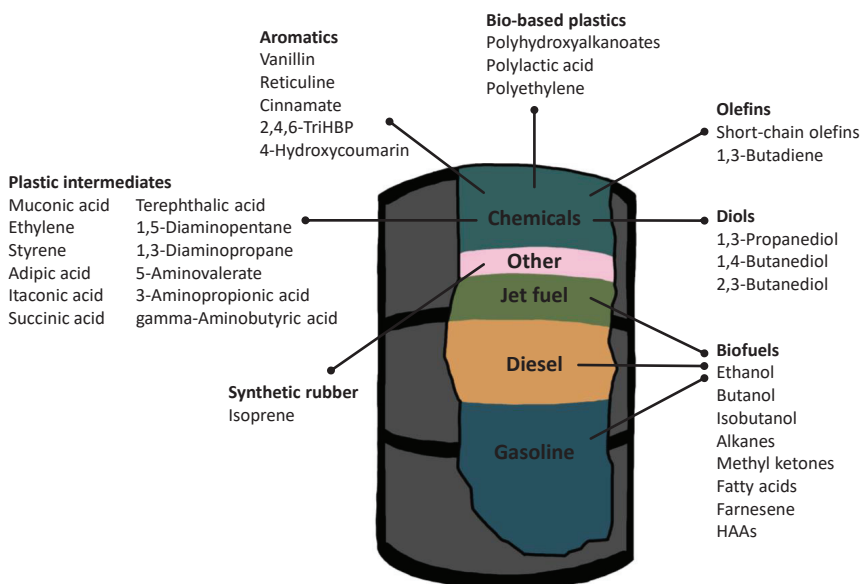 Bio-based plastics
Polyhydroxyalkanoates
Polylactic acid
Polyethylene
Aromatics
Vanillin
Reticuline
Cinnamate
2,4,6-TriHBP
4-Hydroxycoumarin
Olefins
Short-chain olefins
1,3-Butadiene
Plastic intermediates
Muconic acid Terephthalic acid
Ethylene 1,5-Diaminopentane
Styrene 1,3-Diaminopropane
Adipic acid 5-Aminovalerate
Itaconic acid 3-Aminopropionic acid
Succinic acid gamma-Aminobutyric acid
Chemicals
Other
Jet fuel
Diesel
Gasoline
Diols
1,3-Propanediol
1,4-Butanediol
2,3-Butanediol
Synthetic rubber
Isoprene
Biofuels
Ethanol
Butanol
Isobutanol
Alkanes
Methyl ketones
Fatty acids
Farnesene
HAAs